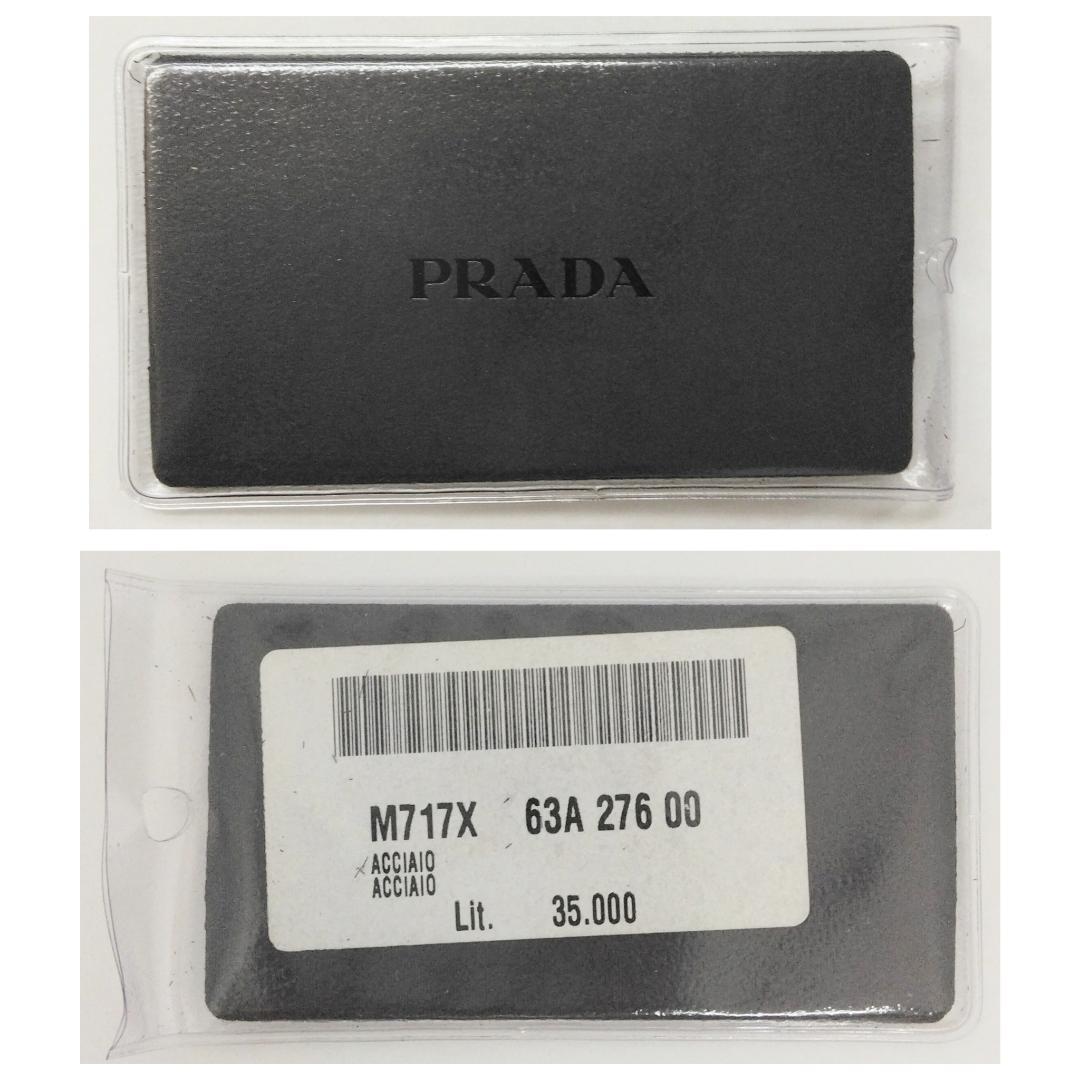 PRADA
M717X 63A 276 00
ACCIAIO
ACCIAIO
Lit. 35.000